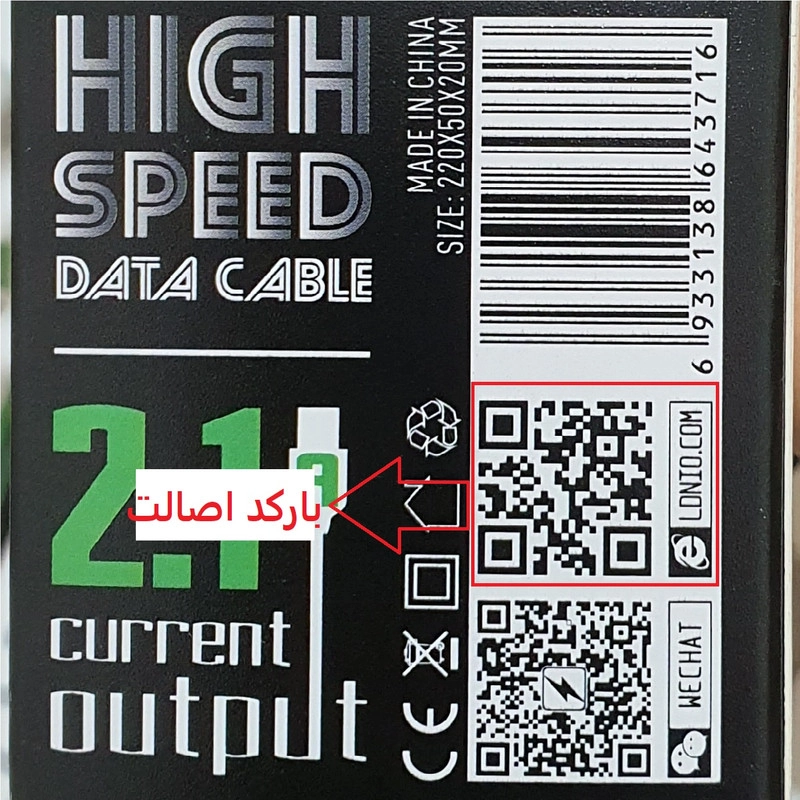 HIGH
SPEED
DATA CABLE
2.1
current
output
بارکد اصالت
MADE IN CHINA
SIZE: 220X50X20MM
6 933138 643716
LDNIO.COM
WECHAT